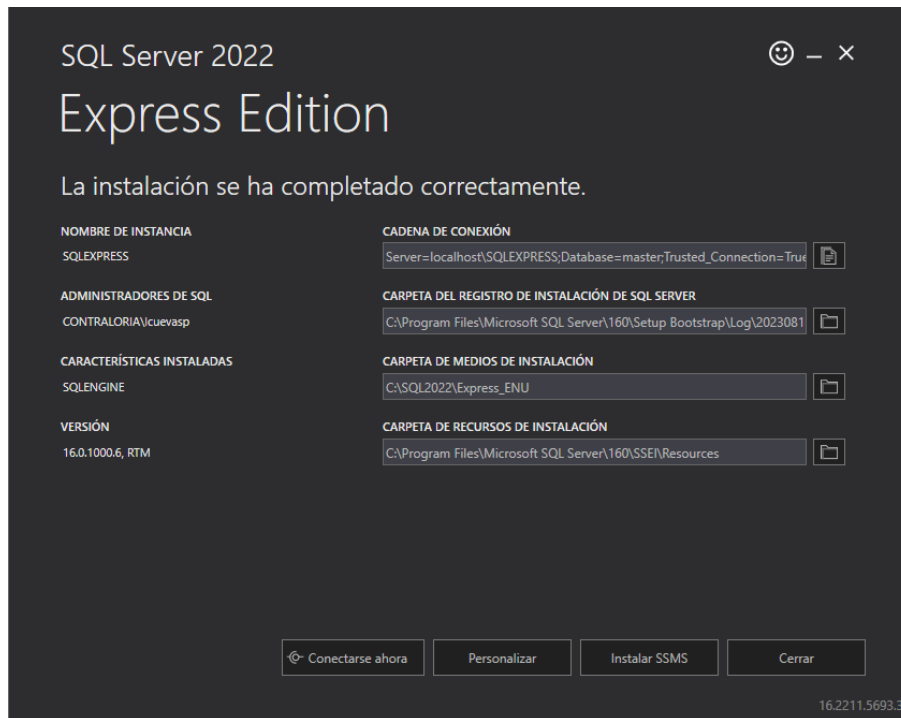 SQL Server 2022
Express Edition
La instalación se ha completado correctamente.
NOMBRE DE INSTANCIA
SQLEXPRESS
CADENA DE CONEXIÓN
Server=localhost\SQLEXPRESS;Database=master;Trusted_Connection=True
ADMINISTRADORES DE SQL
CONTRALORIA\lcuevasp
CARPETA DEL REGISTRO DE INSTALACIÓN DE SQL SERVER
C:\Program Files\Microsoft SQL Server\160\Setup Bootstrap\Log\2023081
CARACTERÍSTICAS INSTALADAS
SQLENGINE
CARPETA DE MEDIOS DE INSTALACIÓN
C:\SQL2022\Express_ENU
VERSIÓN
16.0.1000.6, RTM
CARPETA DE RECURSOS DE INSTALACIÓN
C:\Program Files\Microsoft SQL Server\160\SSEI\Resources
Conectarse ahora
Personalizar
Instalar SSMS
Cerrar
16.2211.5693.3